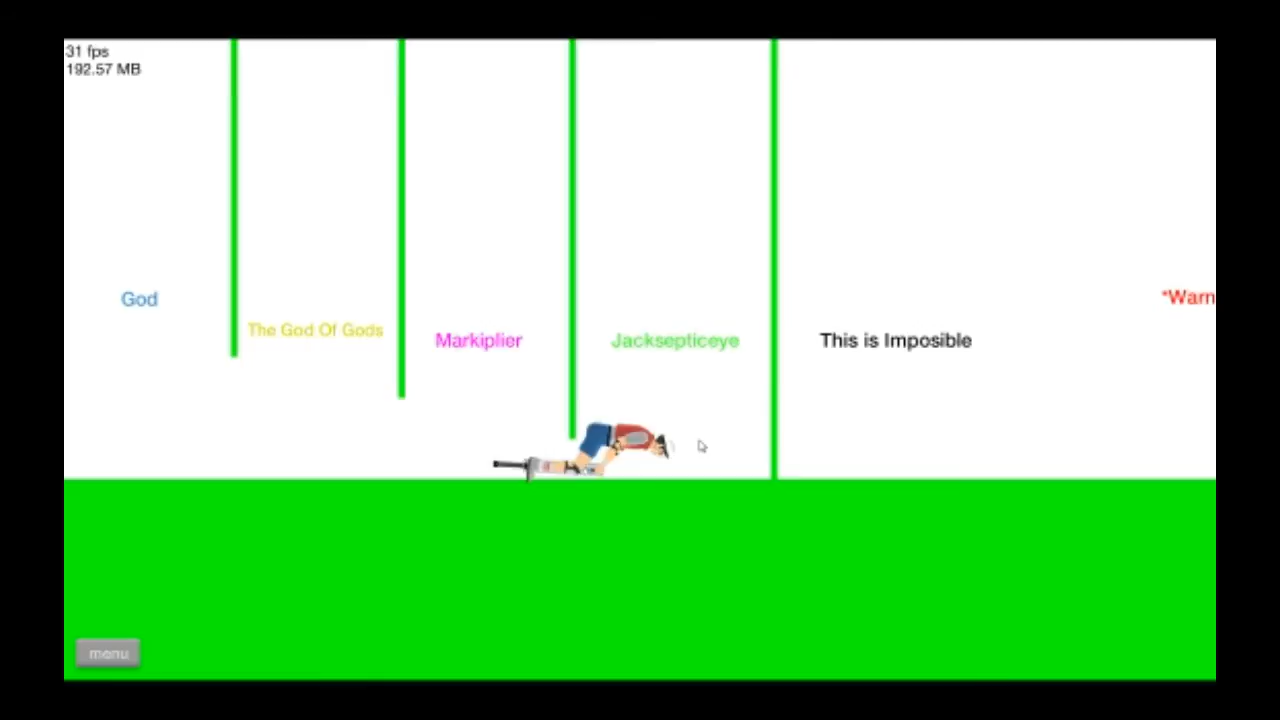 31 fps
192.57 MB
God
The God Of Gods
Markiplier
Jacksepticeye
This is Imposible
*Warn
menu